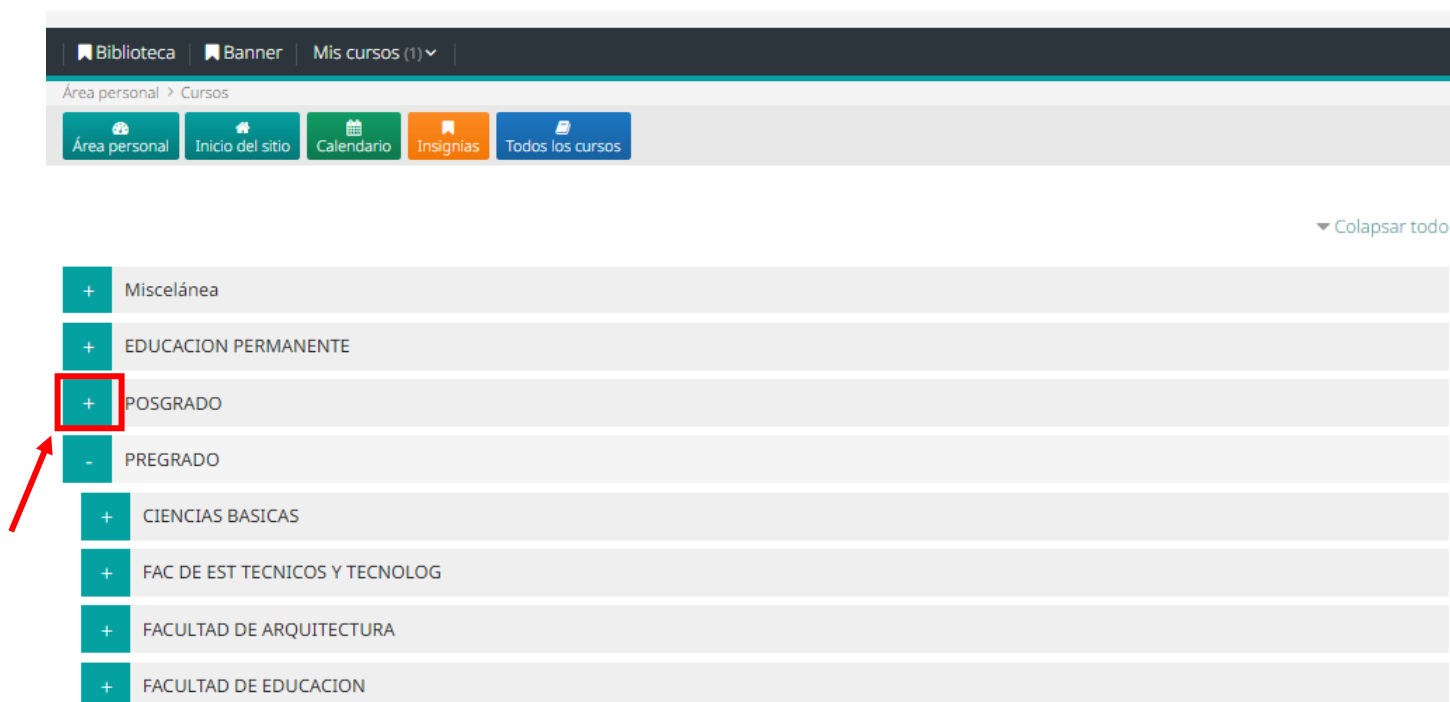 Biblioteca Banner Mis cursos (1)
Área personal > Cursos
Área personal Inicio del sitio Calendario Insignias Todos los cursos
Colapsar todo
+ Miscelánea
+ EDUCACION PERMANENTE
+ POSGRADO
- PREGRADO
+ CIENCIAS BASICAS
+ FAC DE EST TECNICOS Y TECNOLOG
+ FACULTAD DE ARQUITECTURA
+ FACULTAD DE EDUCACION